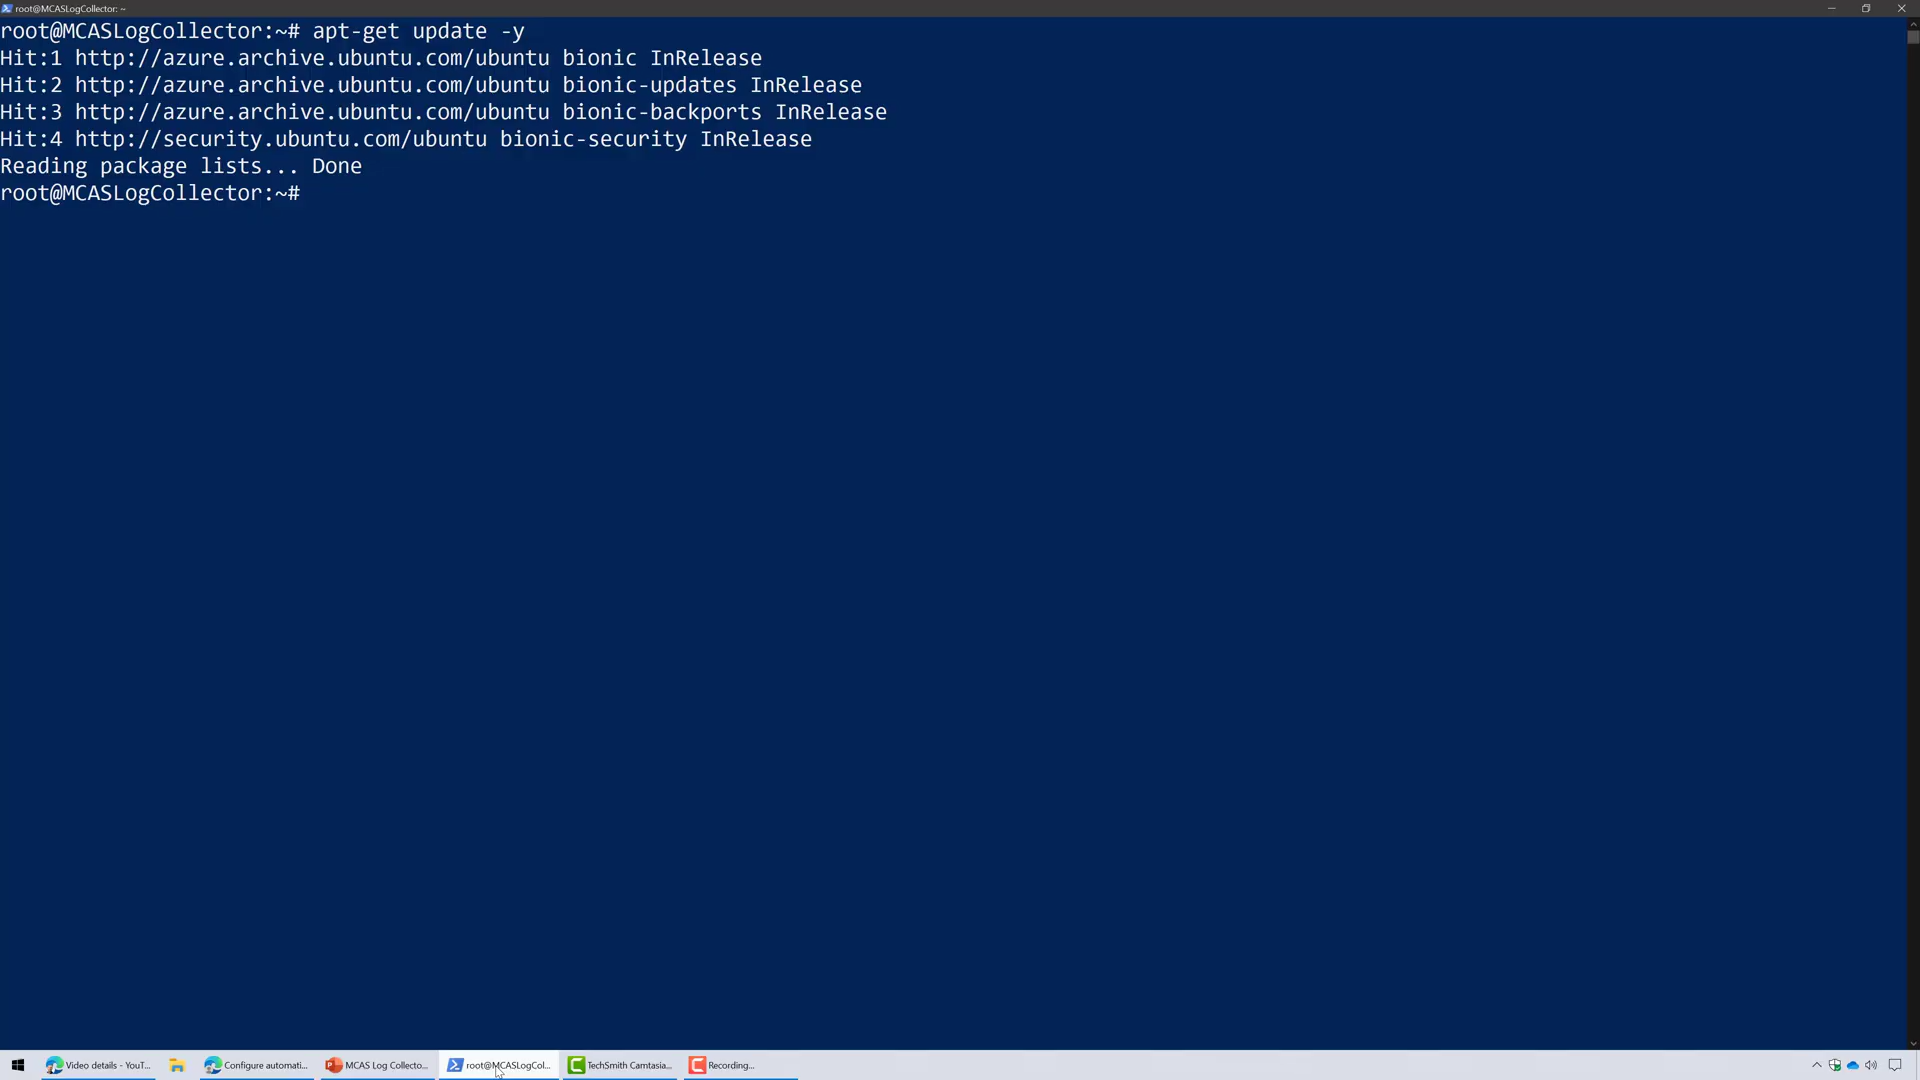 root@MCASLogCollector: ~
root@MCASLogCollector:~# apt-get update -y
Hit:1 http://azure.archive.ubuntu.com/ubuntu bionic InRelease
Hit:2 http://azure.archive.ubuntu.com/ubuntu bionic-updates InRelease
Hit:3 http://azure.archive.ubuntu.com/ubuntu bionic-backports InRelease
Hit:4 http://security.ubuntu.com/ubuntu bionic-security InRelease
Reading package lists... Done
root@MCASLogCollector:~#
Video details - YouT... Configure automati... MCAS Log Collecto... root@MCASLogCol... TechSmith Camtasia... Recording...